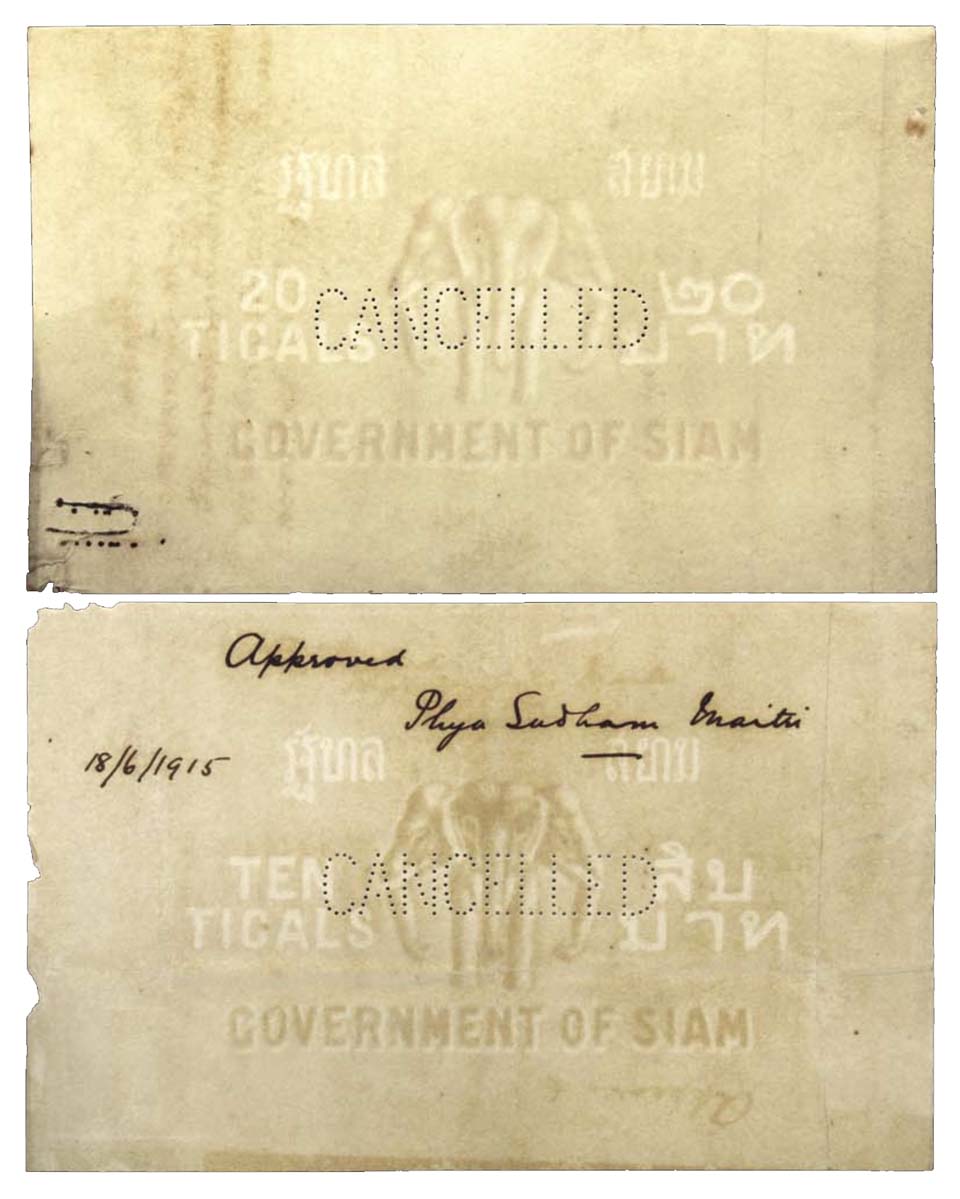 รัฐบาล สยาม
20 ๒๐
CANCELLED
TICALS บาท
GOVERNMENT OF SIAM
Approved
Phya Sudham Maitri
18/6/1915
รัฐบาล สยาม
TEN สิบ
CANCELLED
TICALS บาท
GOVERNMENT OF SIAM